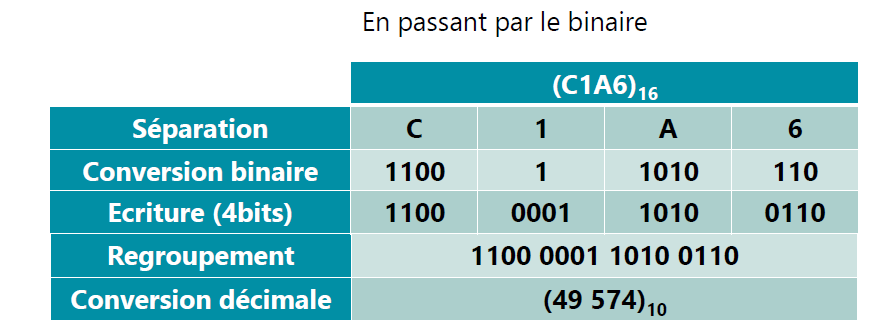 En passant par le binaire
(C1A6)16
Séparation C 1 A 6
Conversion binaire 1100 1 1010 110
Ecriture (4bits) 1100 0001 1010 0110
Regroupement 1100 0001 1010 0110
Conversion décimale (49 574)10